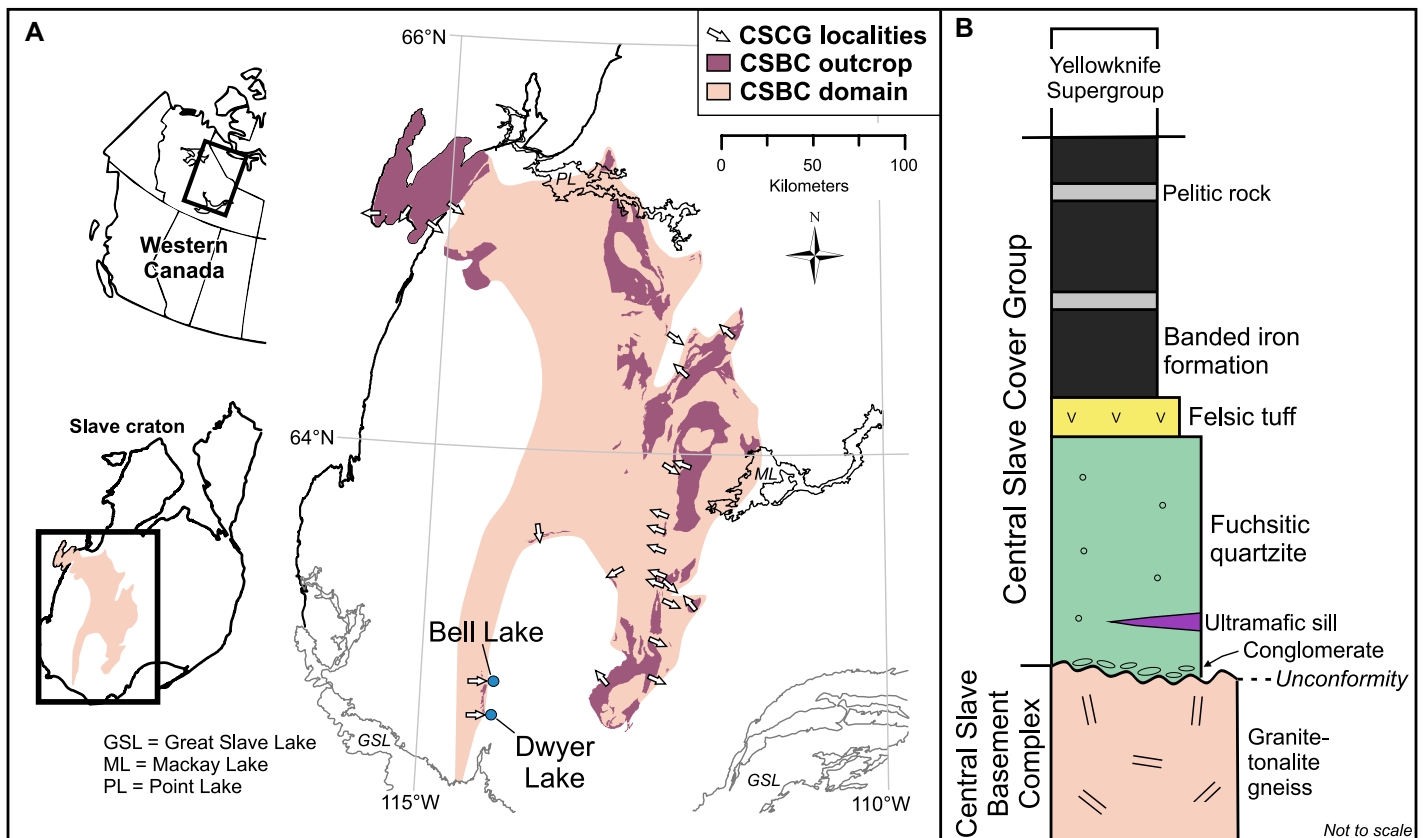 A
66°N
CSCG localities
CSBC outcrop
CSBC domain
0 50 100
Kilometers
PL
N
Western
Canada
Slave craton
64°N
ML
Bell Lake
Dwyer
Lake
GSL
GSL
GSL = Great Slave Lake
ML = Mackay Lake
PL = Point Lake
115°W
110°W
B
Yellowknife
Supergroup
Central Slave Cover Group
Pelitic rock
Banded iron
formation
v v v
Felsic tuff
Fuchsitic
quartzite
Ultramafic sill
Conglomerate
Unconformity
Central Slave
Basement
Complex
Granite-
tonalite
gneiss
Not to scale